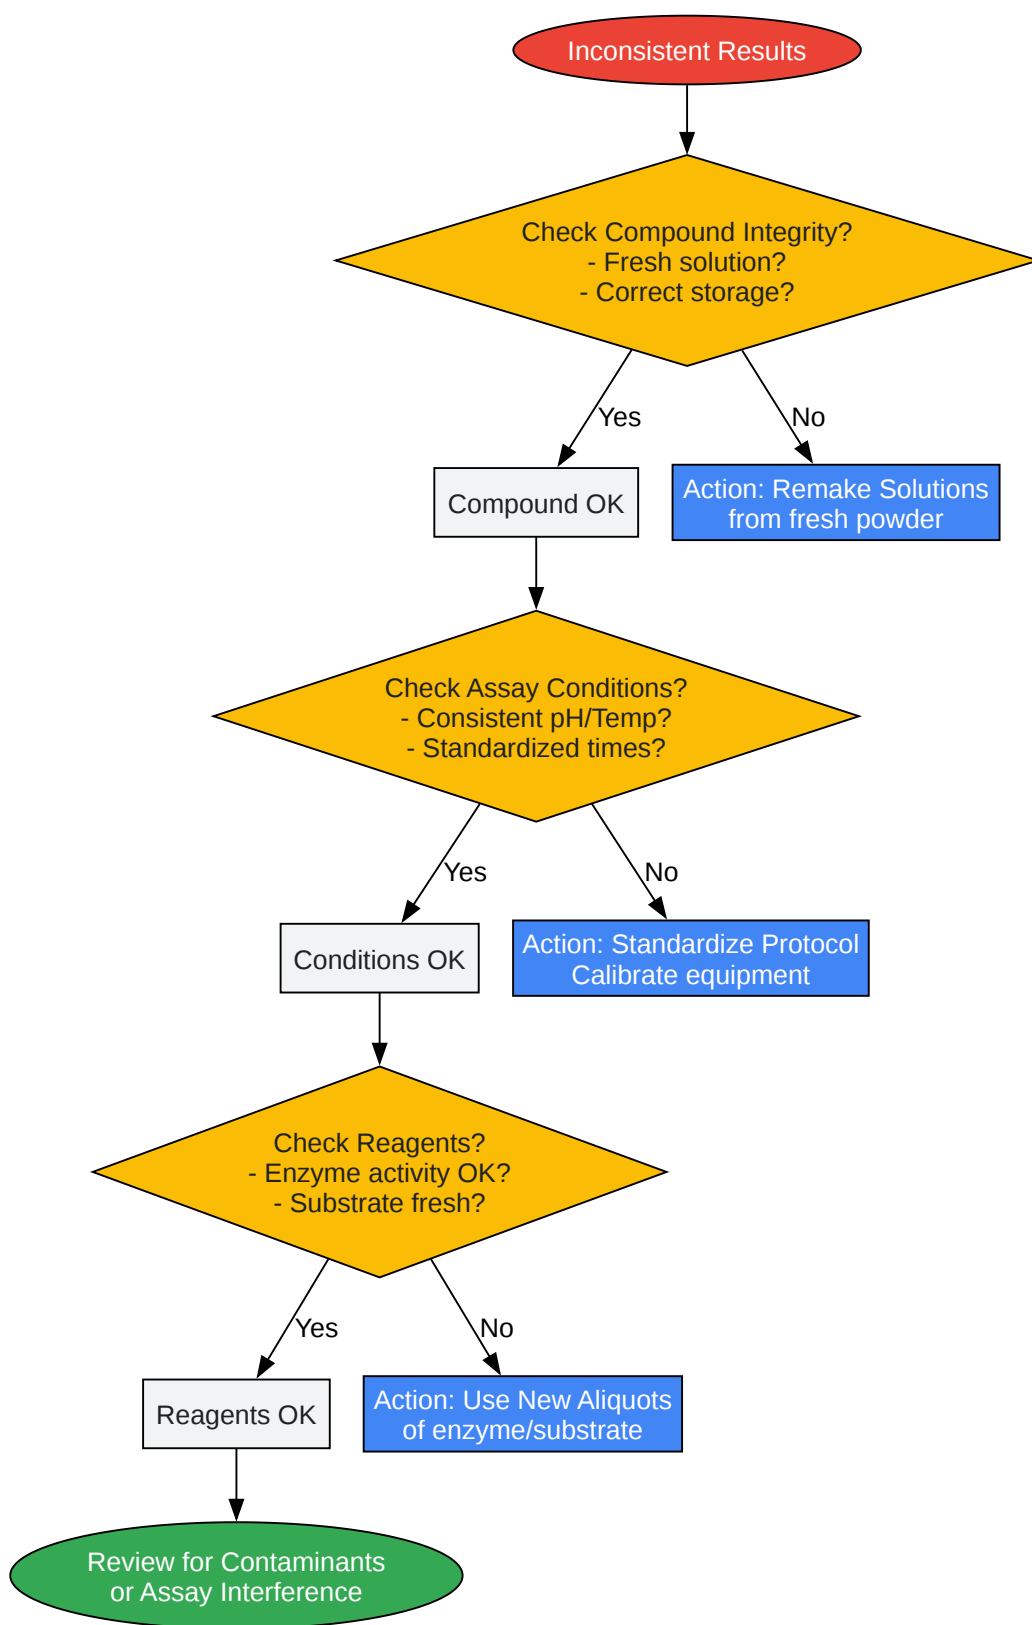 Inconsistent Results
Check Compound Integrity?
- Fresh solution?
- Correct storage?
Yes
No
Compound OK
Action: Remake Solutions
from fresh powder
Check Assay Conditions?
- Consistent pH/Temp?
- Standardized times?
Yes
No
Conditions OK
Action: Standardize Protocol
Calibrate equipment
Check Reagents?
- Enzyme activity OK?
- Substrate fresh?
Yes
No
Reagents OK
Action: Use New Aliquots
of enzyme/substrate
Review for Contaminants
or Assay Interference